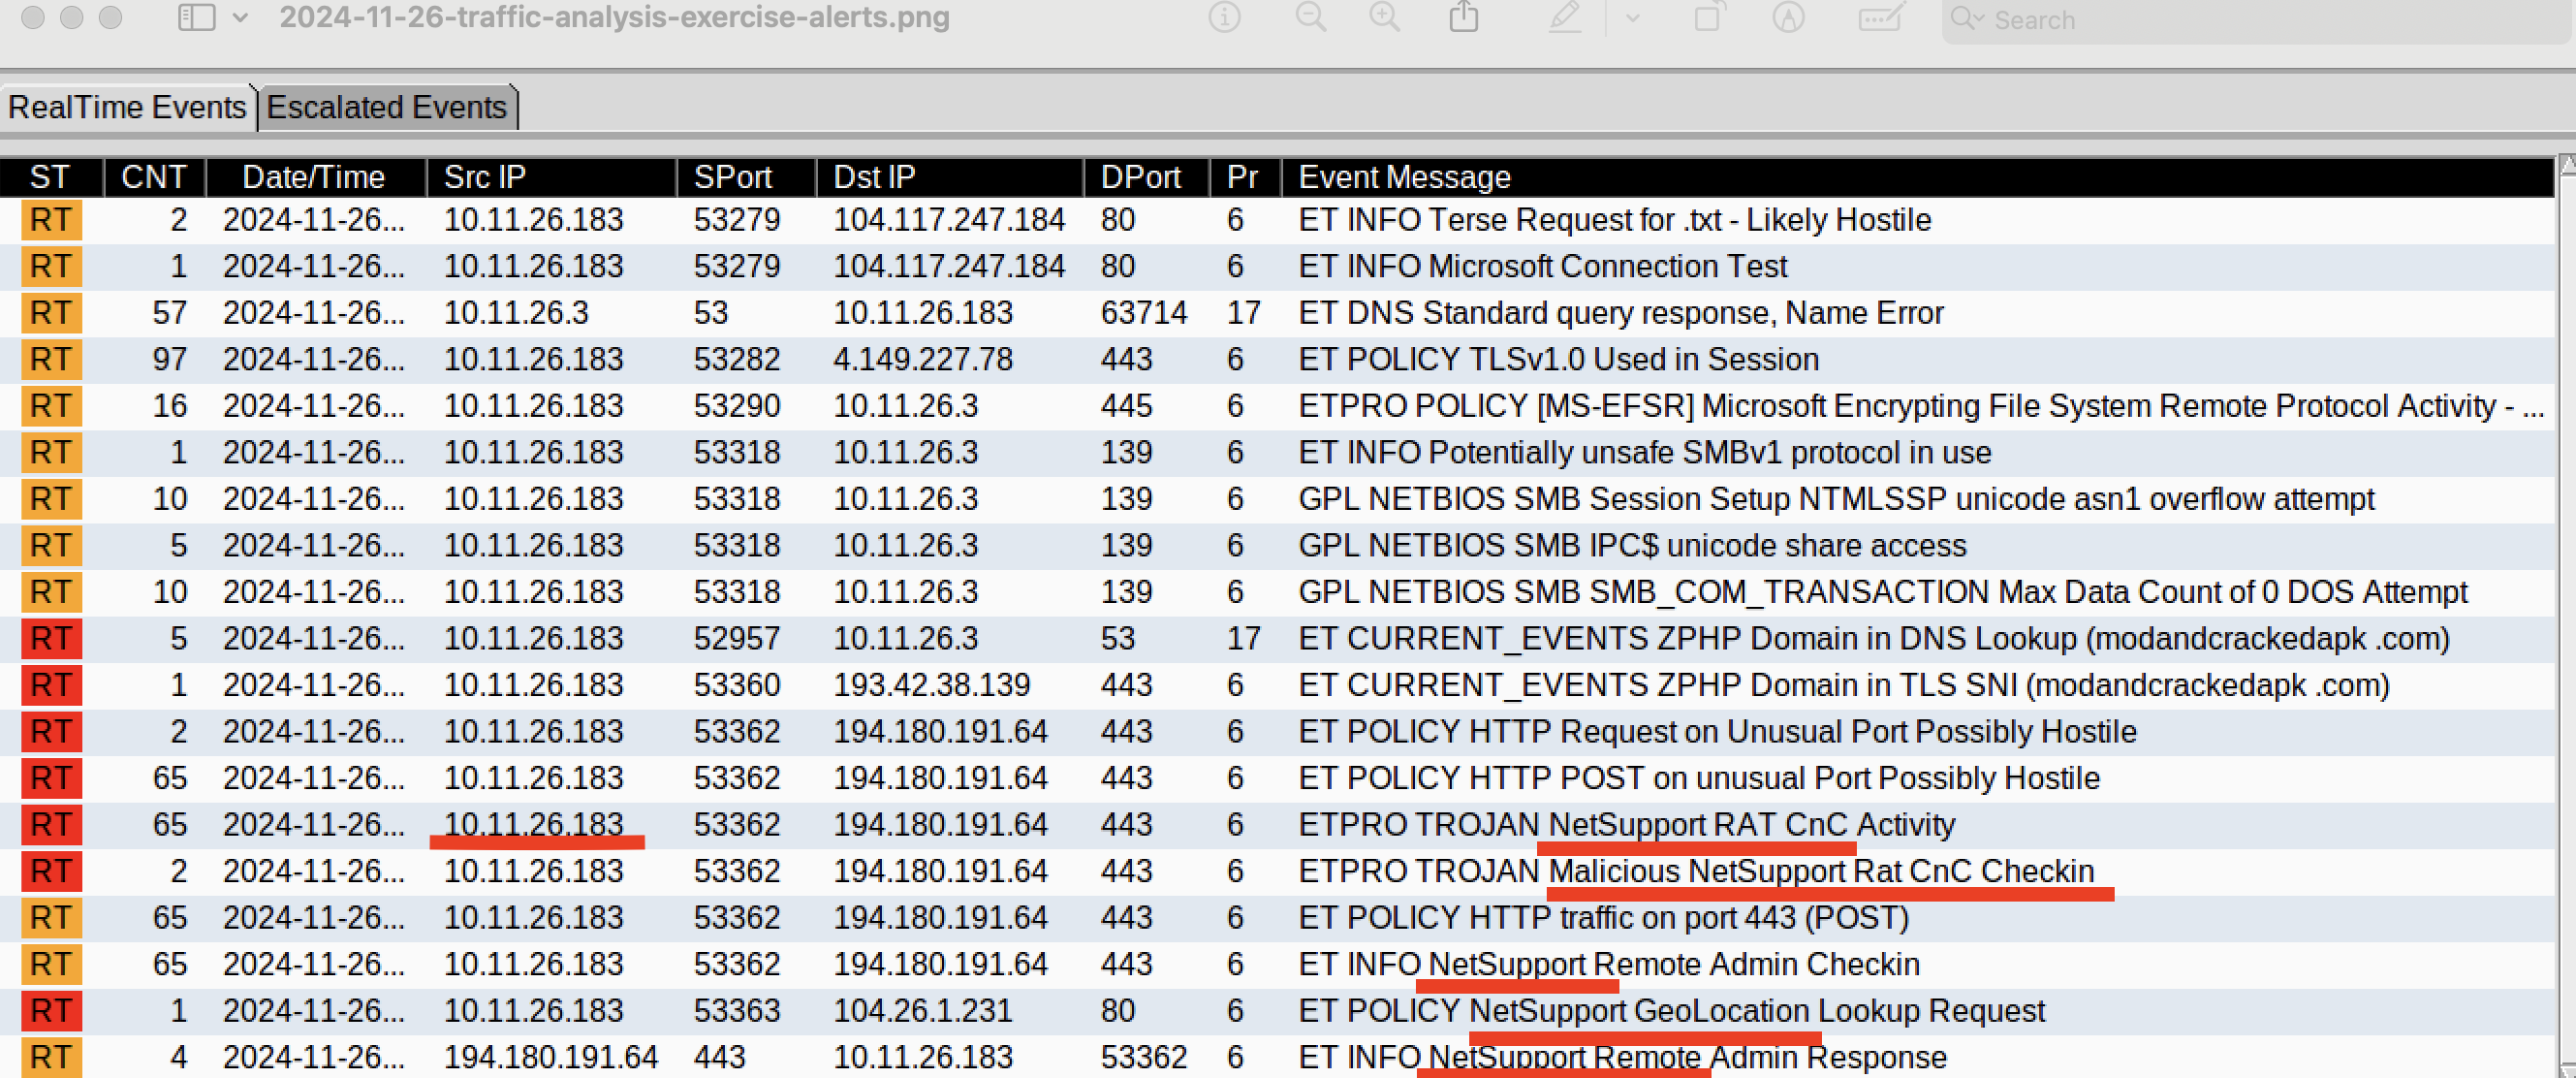 2024-11-26-traffic-analysis-exercise-alerts.png Search
RealTime Events Escalated Events
ST CNT Date/Time Src IP SPort Dst IP DPort Pr Event Message
RT 2 2024-11-26... 10.11.26.183 53279 104.117.247.184 80 6 ET INFO Terse Request for .txt - Likely Hostile
RT 1 2024-11-26... 10.11.26.183 53279 104.117.247.184 80 6 ET INFO Microsoft Connection Test
RT 57 2024-11-26... 10.11.26.3 53 10.11.26.183 63714 17 ET DNS Standard query response, Name Error
RT 97 2024-11-26... 10.11.26.183 53282 4.149.227.78 443 6 ET POLICY TLSv1.0 Used in Session
RT 16 2024-11-26... 10.11.26.183 53290 10.11.26.3 445 6 ETPRO POLICY [MS-EFSR] Microsoft Encrypting File System Remote Protocol Activity - ...
RT 1 2024-11-26... 10.11.26.183 53318 10.11.26.3 139 6 ET INFO Potentially unsafe SMBv1 protocol in use
RT 10 2024-11-26... 10.11.26.183 53318 10.11.26.3 139 6 GPL NETBIOS SMB Session Setup NTMLSSP unicode asn1 overflow attempt
RT 5 2024-11-26... 10.11.26.183 53318 10.11.26.3 139 6 GPL NETBIOS SMB IPC$ unicode share access
RT 10 2024-11-26... 10.11.26.183 53318 10.11.26.3 139 6 GPL NETBIOS SMB SMB_COM_TRANSACTION Max Data Count of 0 DOS Attempt
RT 5 2024-11-26... 10.11.26.183 52957 10.11.26.3 53 17 ET CURRENT_EVENTS ZPHP Domain in DNS Lookup (modandcrackedapk .com)
RT 1 2024-11-26... 10.11.26.183 53360 193.42.38.139 443 6 ET CURRENT_EVENTS ZPHP Domain in TLS SNI (modandcrackedapk .com)
RT 2 2024-11-26... 10.11.26.183 53362 194.180.191.64 443 6 ET POLICY HTTP Request on Unusual Port Possibly Hostile
RT 65 2024-11-26... 10.11.26.183 53362 194.180.191.64 443 6 ET POLICY HTTP POST on unusual Port Possibly Hostile
RT 65 2024-11-26... 10.11.26.183 53362 194.180.191.64 443 6 ETPRO TROJAN NetSupport RAT CnC Activity
RT 2 2024-11-26... 10.11.26.183 53362 194.180.191.64 443 6 ETPRO TROJAN Malicious NetSupport Rat CnC Checkin
RT 65 2024-11-26... 10.11.26.183 53362 194.180.191.64 443 6 ET POLICY HTTP traffic on port 443 (POST)
RT 65 2024-11-26... 10.11.26.183 53362 194.180.191.64 443 6 ET INFO NetSupport Remote Admin Checkin
RT 1 2024-11-26... 10.11.26.183 53363 104.26.1.231 80 6 ET POLICY NetSupport GeoLocation Lookup Request
RT 4 2024-11-26... 194.180.191.64 443 10.11.26.183 53362 6 ET INFO NetSupport Remote Admin Response